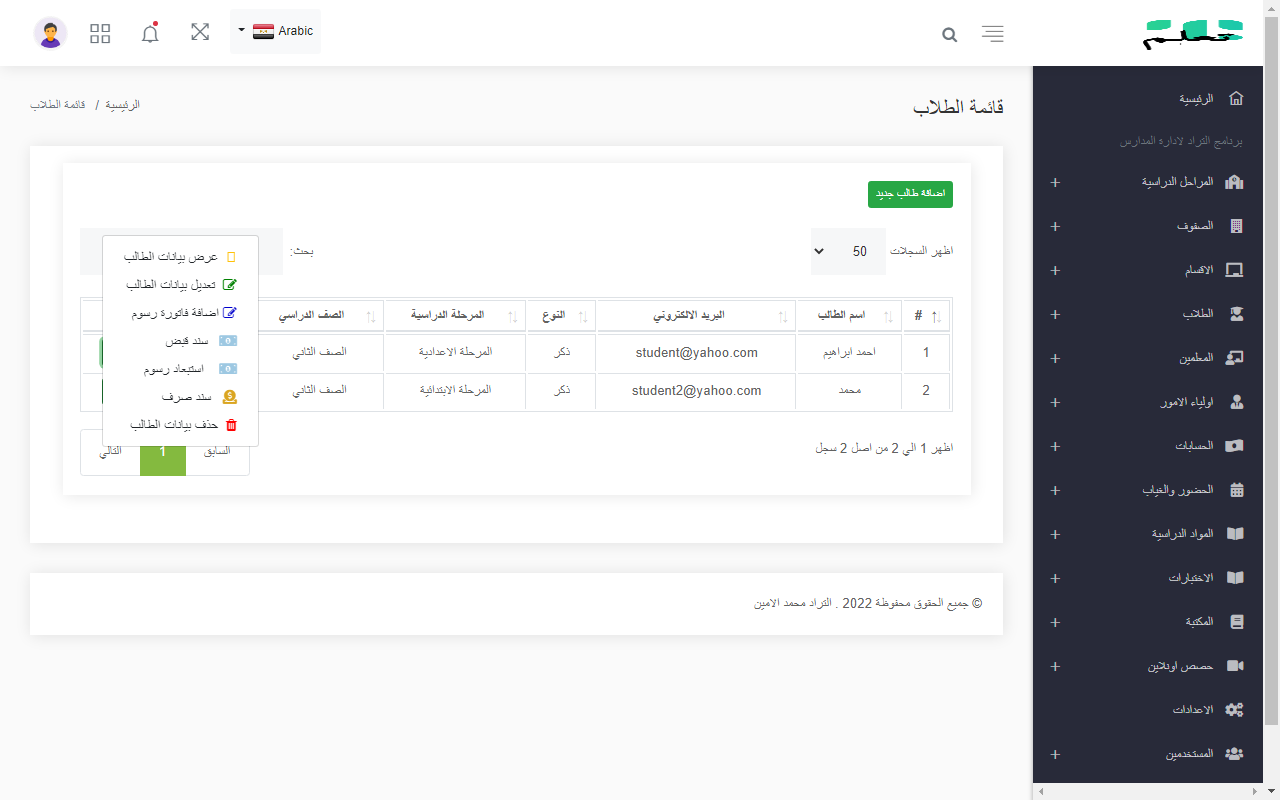 معلم
Arabic
الرئيسية
برنامج التراد لادارة المدارس
المراحل الدراسية
الصفوف
الاقسام
الطلاب
المعلمين
اولياء الامور
الحسابات
الحضور والغياب
المواد الدراسية
الاختبارات
المكتبة
حصص اونلاين
الاعدادات
المستخدمين
قائمة الطلاب
الرئيسية / قائمة الطلاب
اضافة طالب جديد
اظهر السجلات 50
بحث:
# اسم الطالب البريد الالكتروني النوع المرحلة الدراسية الصف الدراسي
1 احمد ابراهيم student@yahoo.com ذكر المرحلة الاعدادية الصف الثاني
2 محمد student2@yahoo.com ذكر المرحلة الابتدائية الصف الثاني
عرض بيانات الطالب
تعديل بيانات الطالب
اضافة فاتورة رسوم
سند قبض
استبعاد رسوم
سند صرف
حذف بيانات الطالب
اظهر 1 الي 2 من اصل 2 سجل
السابق 1 التالي
© جميع الحقوق محفوظة 2022 . التراد محمد الامين